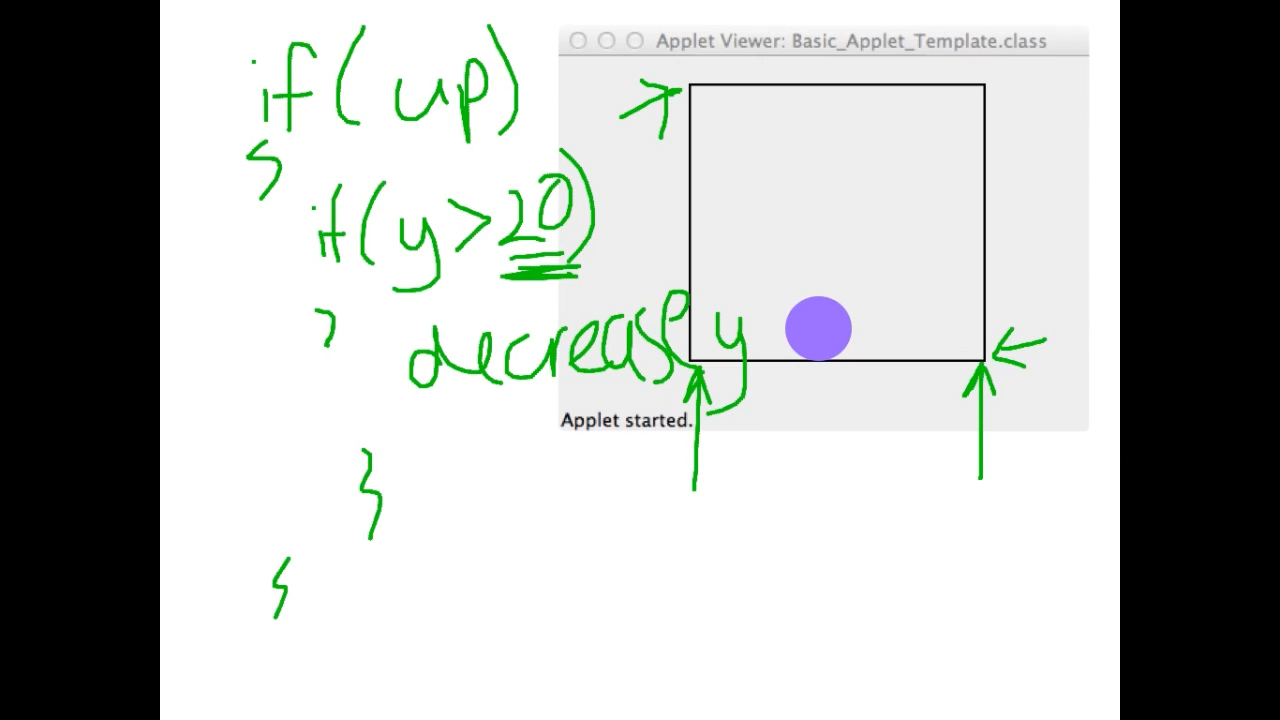 Applet Viewer: Basic_Applet_Template.class
if( up)
{
if( y > 20)
{
decrease y
Applet started.
}
}